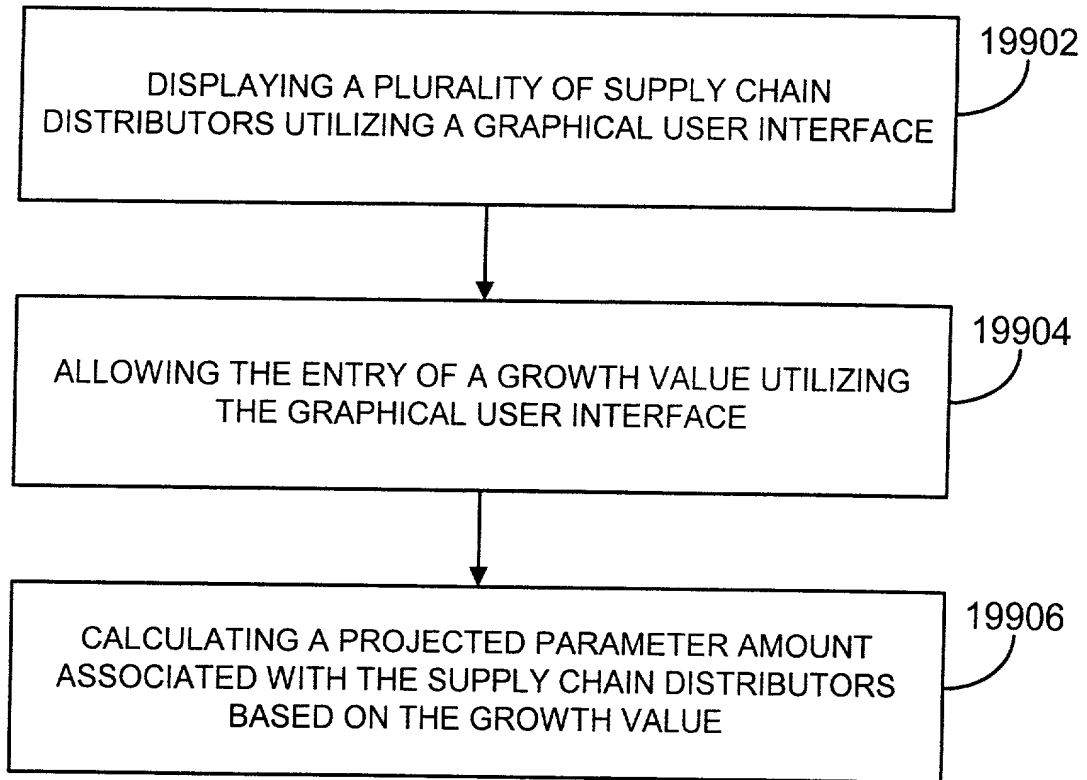 19902
DISPLAYING A PLURALITY OF SUPPLY CHAIN
DISTRIBUTORS UTILIZING A GRAPHICAL USER INTERFACE
19904
ALLOWING THE ENTRY OF A GROWTH VALUE UTILIZING
THE GRAPHICAL USER INTERFACE
19906
CALCULATING A PROJECTED PARAMETER AMOUNT
ASSOCIATED WITH THE SUPPLY CHAIN DISTRIBUTORS
BASED ON THE GROWTH VALUE